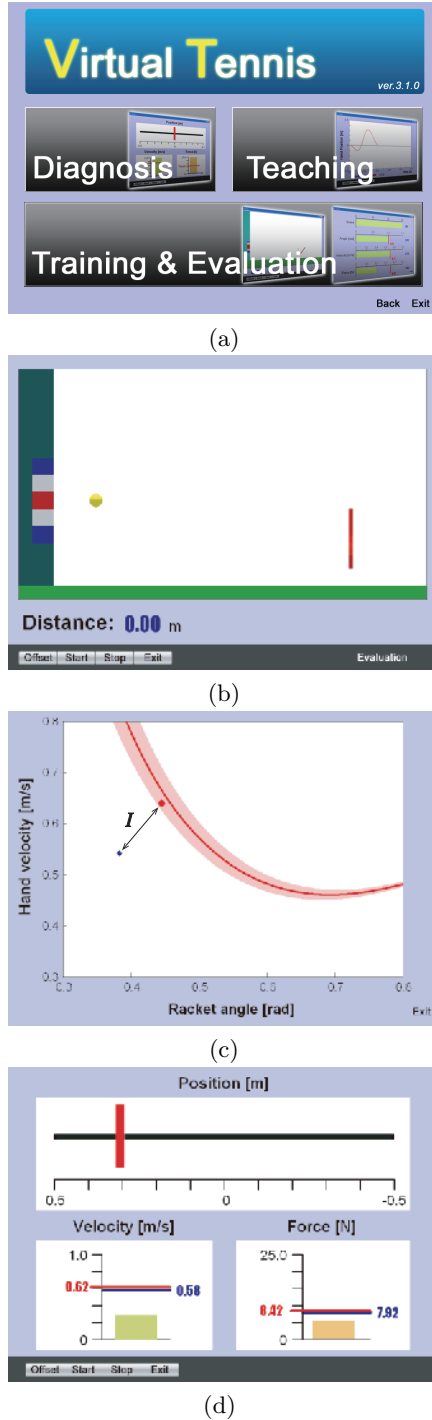 Virtual Tennis
ver.3.1.0
Diagnosis
Teaching
Training & Evaluation
Back Exit
(a)
Distance: 0.00 m
Offset Start Stop Exit
Evaluation
(b)
0.8
0.7
0.6
0.5
0.4
0.3
Hand velocity [m/s]
I
0.3 0.4 0.5 0.6 0.7 0.8
Racket angle [rad]
Exit
(c)
Position [m]
0.5 0 -0.5
Velocity [m/s]
Force [N]
1.0
0.62
0.58
0
25.0
8.42
7.92
0
Offset Start Stop Exit
(d)